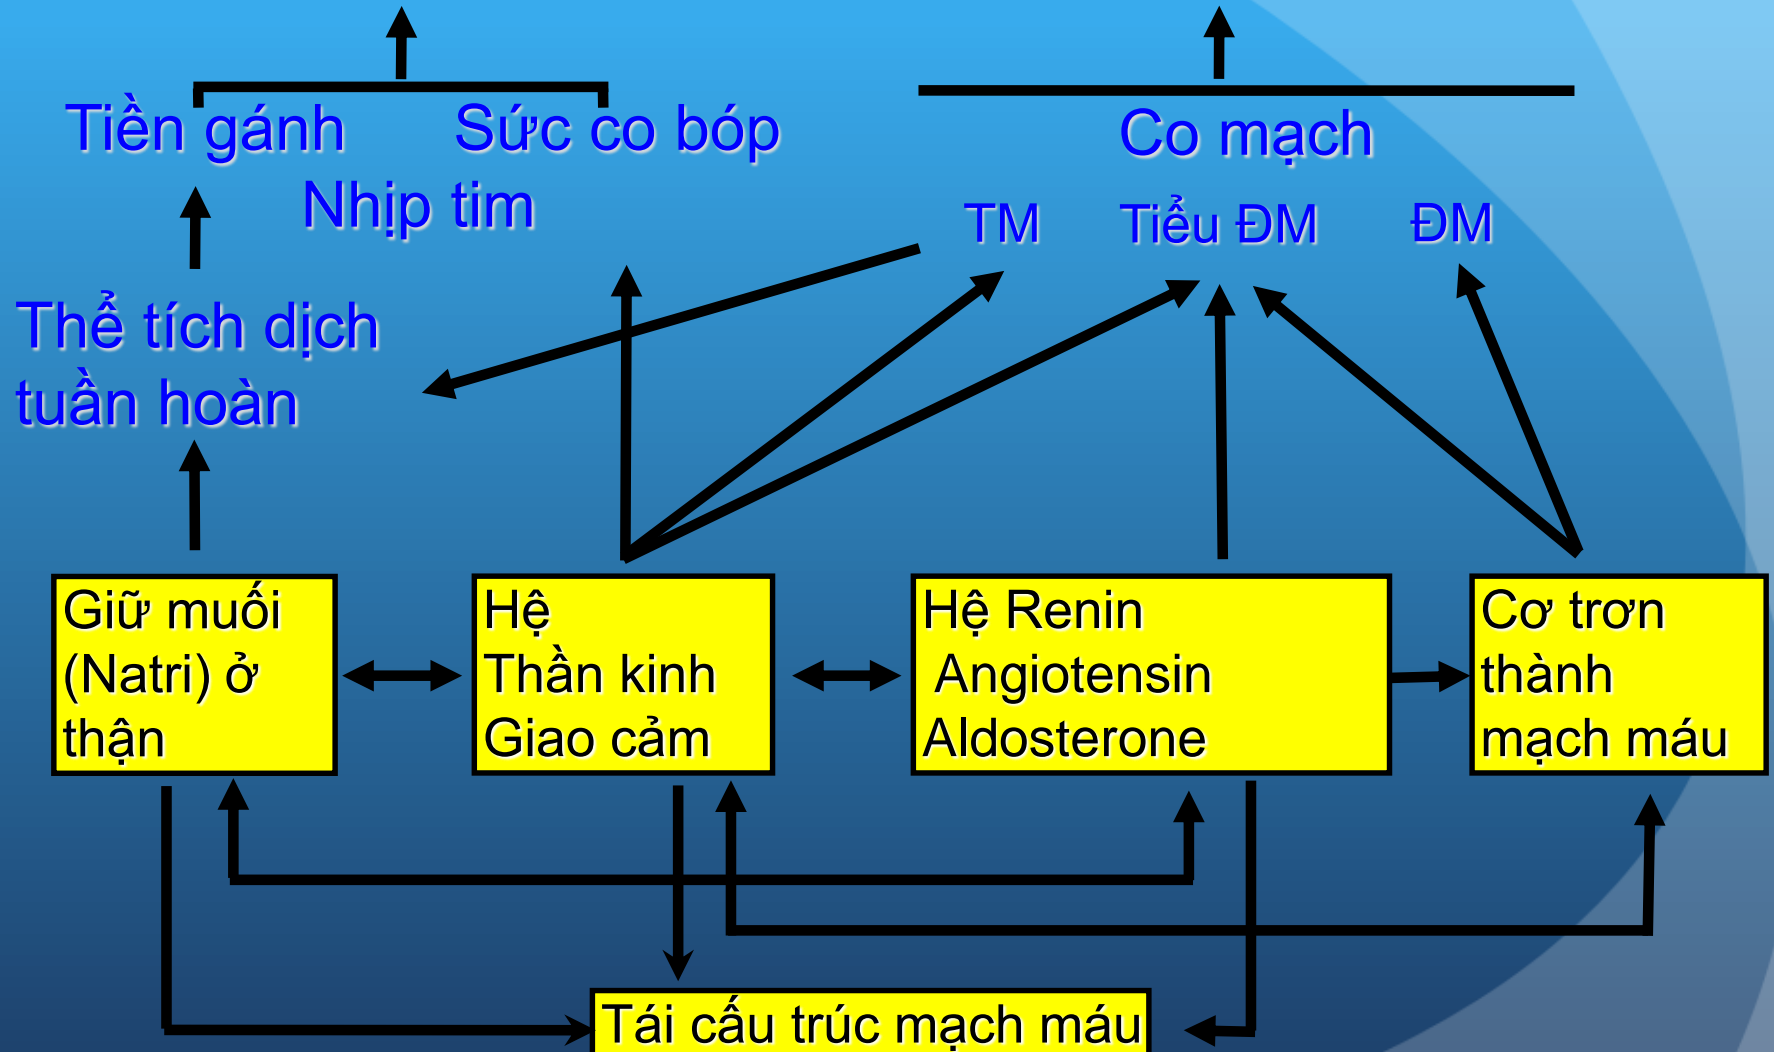 Tiền gánh
Sức co bóp
Co mạch
Nhịp tim
TM
Tiểu ĐM
ĐM
Thể tích dịch
tuần hoàn
Giữ muối
(Natri) ở
thận
Hệ
Thần kinh
Giao cảm
Hệ Renin
Angiotensin
Aldosterone
Cơ trơn
thành
mạch máu
Tái cấu trúc mạch máu